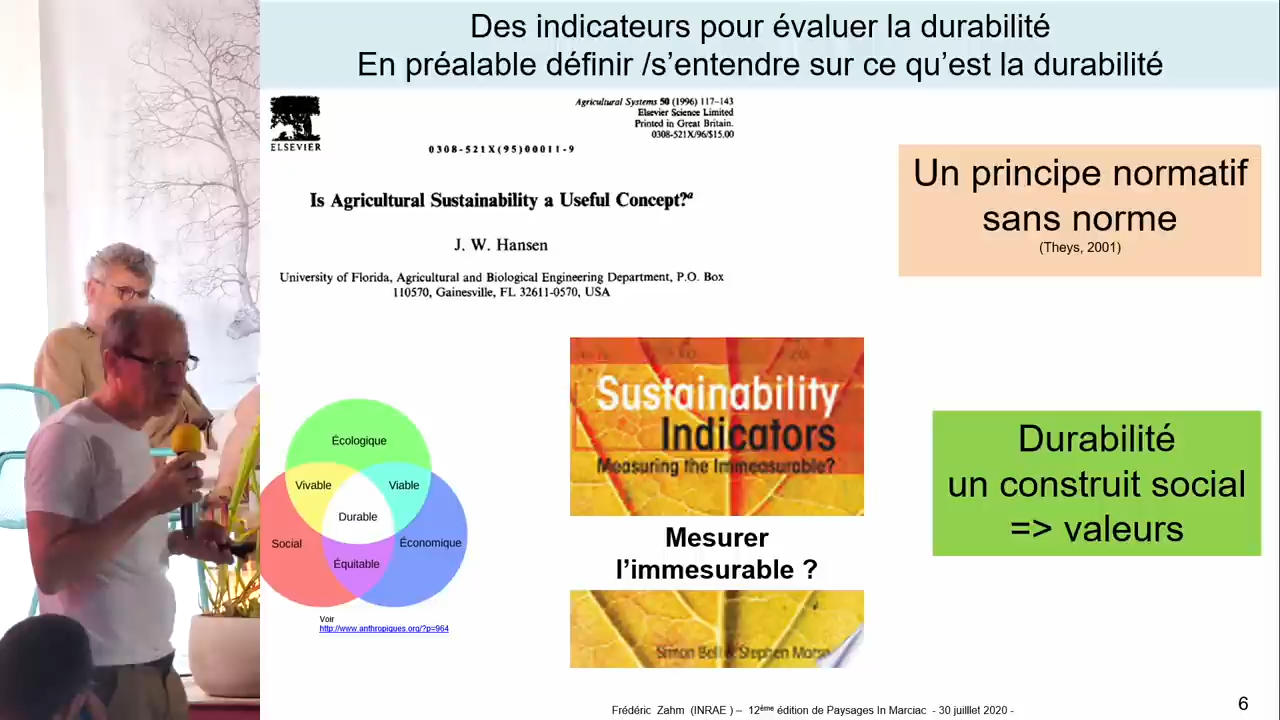 Des indicateurs pour évaluer la durabilité
En préalable définir /s’entendre sur ce qu’est la durabilité
ELSEVIER
Agricultural Systems 50 (1996) 117–143
Elsevier Science Limited
Printed in Great Britain.
0308-521X/96/$15.00
0308-521X(95)00011-9
Is Agricultural Sustainability a Useful Concept?ª
J. W. Hansen
University of Florida, Agricultural and Biological Engineering Department, P.O. Box
110570, Gainesville, FL 32611-0570, USA
Un principe normatif
sans norme
(Theys, 2001)
Sustainability
Indicators
Measuring the Immeasurable?
Mesurer
l’immesurable ?
Simon Bell & Stephen Morse
Durabilité
un construit social
=> valeurs
Écologique
Vivable
Viable
Durable
Social
Économique
Équitable
Voir
http://www.anthropiques.org/?p=964
Frédéric Zahm (INRAE ) – 12ème édition de Paysages In Marciac - 30 juilllet 2020 -
6